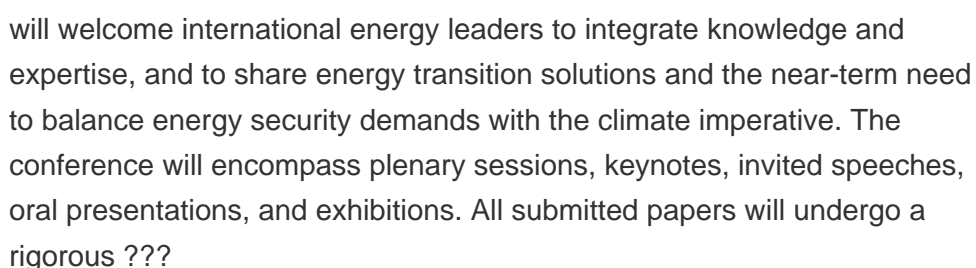 will welcome international energy leaders to integrate knowledge and
expertise, and to share energy transition solutions and the near-term need
to balance energy security demands with the climate imperative. The
conference will encompass plenary sessions, keynotes, invited speeches,
oral presentations, and exhibitions. All submitted papers will undergo a
rigorous ???